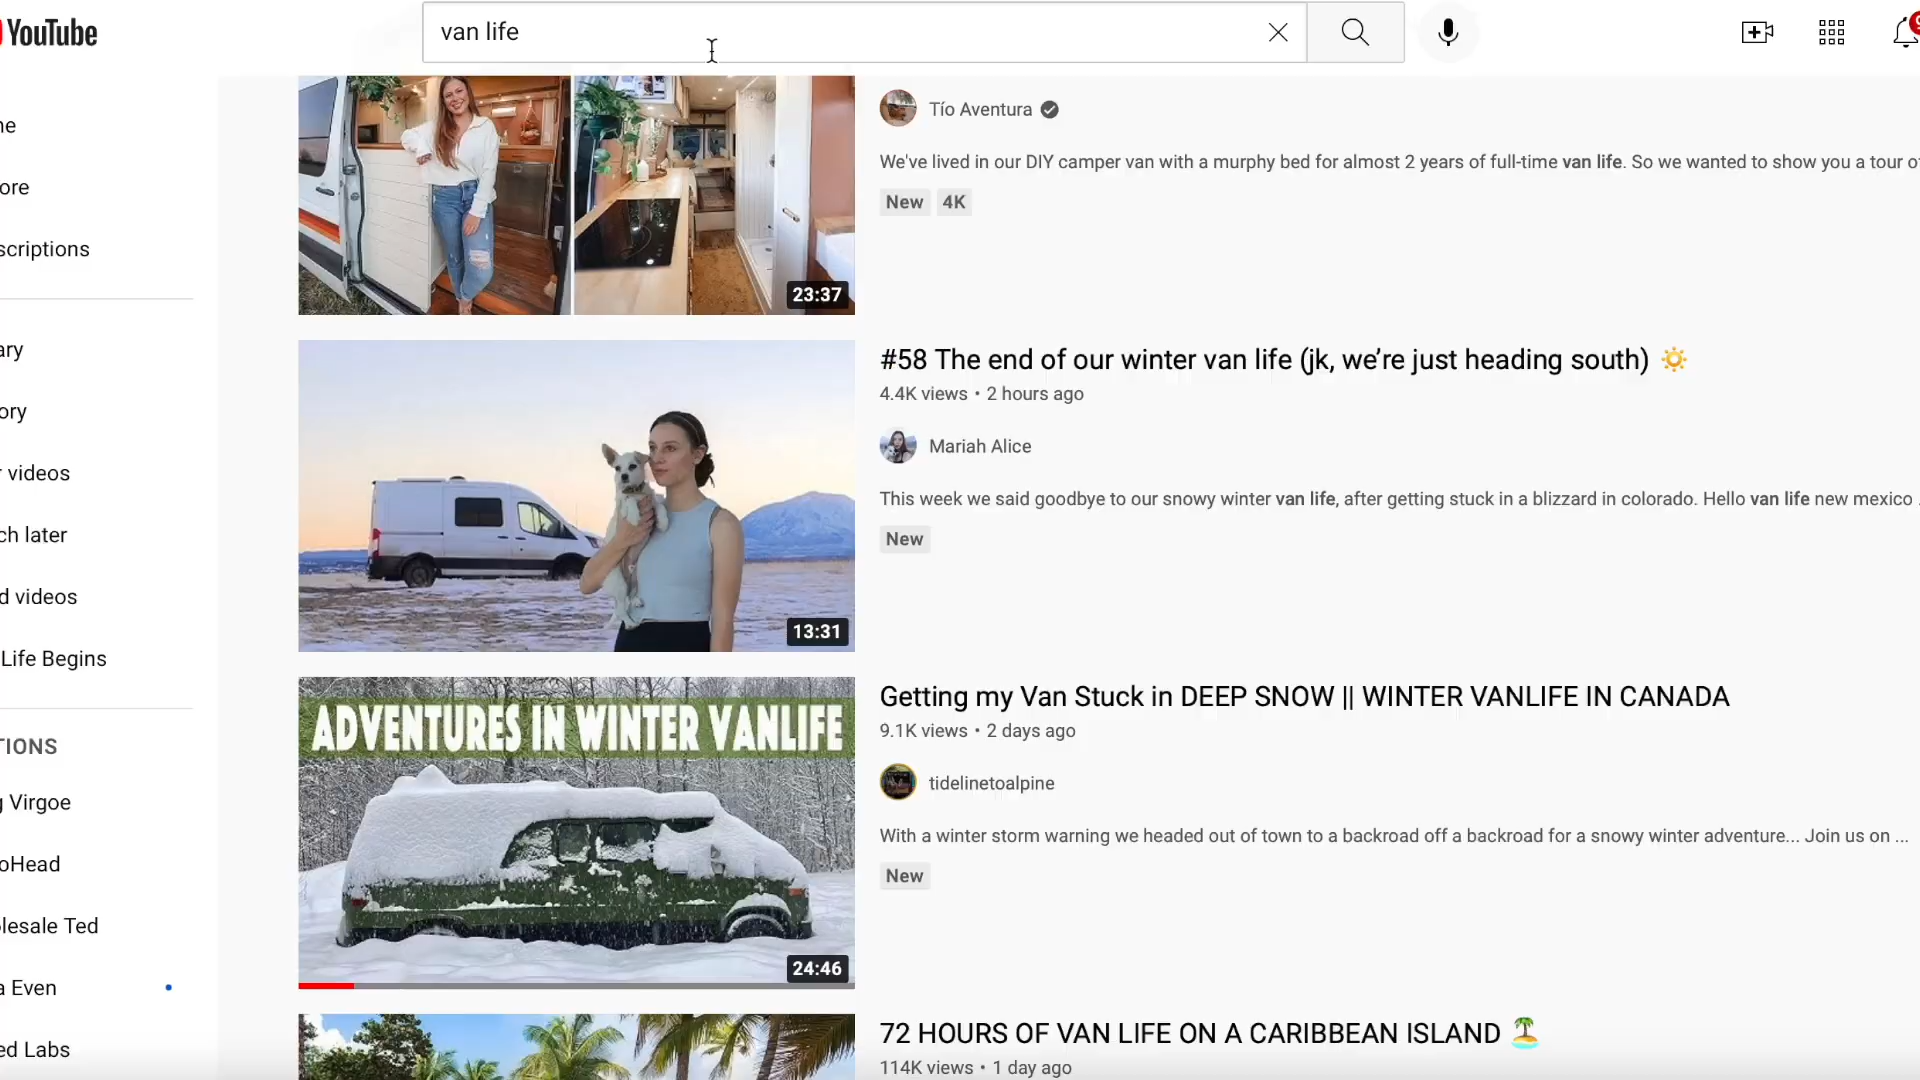 YouTube
van life
9
ne
ore
scriptions
ary
ory
r videos
ch later
d videos
Life Begins
TIONS
g Virgoe
oHead
olesale Ted
a Even
ed Labs
Tío Aventura
We've lived in our DIY camper van with a murphy bed for almost 2 years of full-time van life. So we wanted to show you a tour o
New 4K
23:37
#58 The end of our winter van life (jk, we’re just heading south) ☀️
4.4K views • 2 hours ago
Mariah Alice
This week we said goodbye to our snowy winter van life, after getting stuck in a blizzard in colorado. Hello van life new mexico .
New
13:31
ADVENTURES IN WINTER VANLIFE
24:46
Getting my Van Stuck in DEEP SNOW || WINTER VANLIFE IN CANADA
9.1K views • 2 days ago
tidelinetoalpine
With a winter storm warning we headed out of town to a backroad off a backroad for a snowy winter adventure... Join us on ...
New
72 HOURS OF VAN LIFE ON A CARIBBEAN ISLAND 🏝️
114K views • 1 day ago